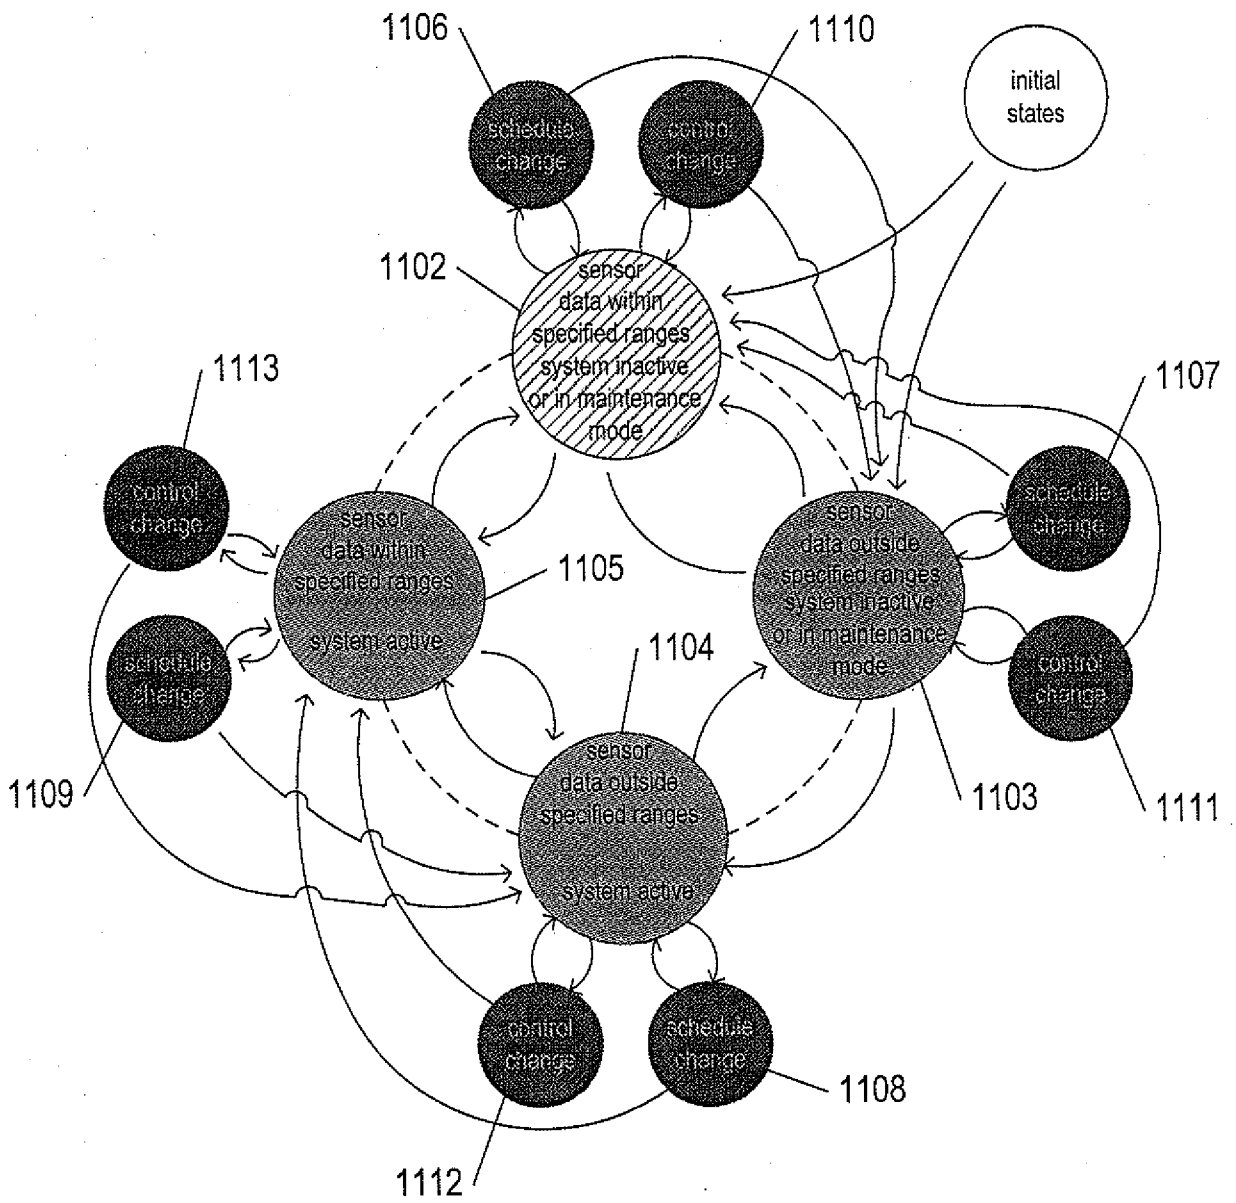 1106
1110
initial
states
schedule
change
control
change
1102
sensor
data within
specified ranges
system inactive
or in maintenance
mode
1113
1107
control
change
schedule
change
sensor
data within
specified ranges
system active
1105
sensor
data outside
specified ranges
system inactive
or in maintenance
mode
schedule
change
1104
control
change
1109
sensor
data outside
specified ranges
system active
1103
1111
control
change
schedule
change
1108
1112